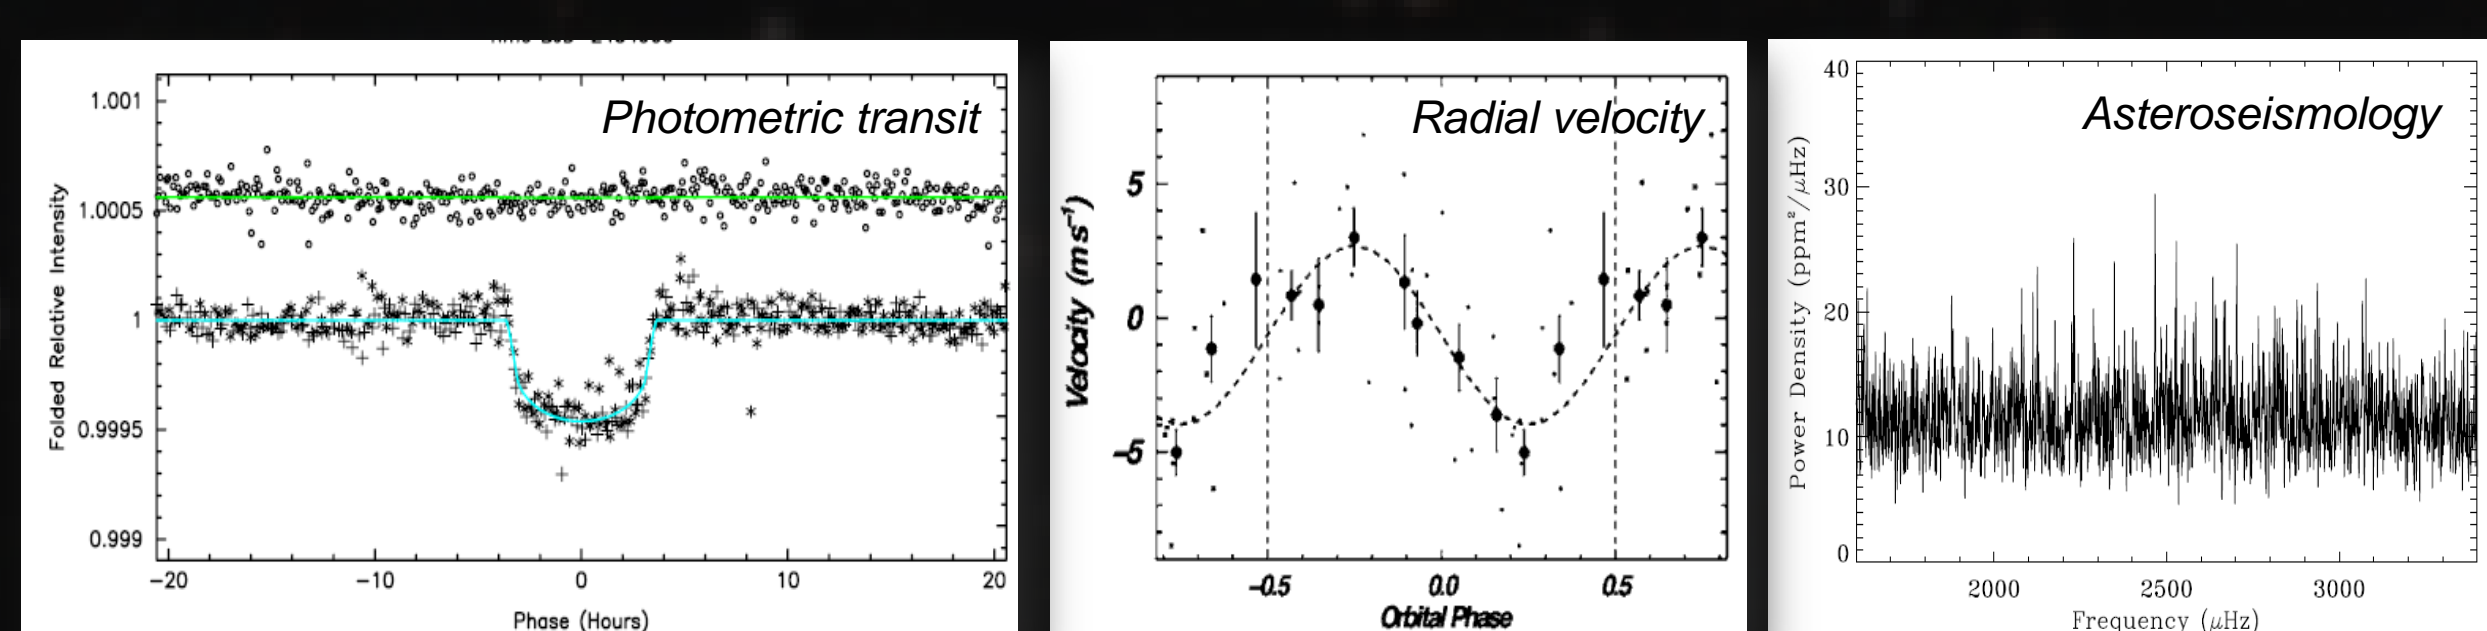 Photometric transit
1.001
1.0005
1
0.9995
0.999
Folded Relative Intensity
−20
−10
0
10
20
Phase (Hours)
Radial velocity
5
0
−5
Velocity (m s⁻¹)
−0.5
0.0
0.5
Orbital Phase
Asteroseismology
40
30
20
10
0
Power Density (ppm²/μHz)
2000
2500
3000
Frequency (μHz)